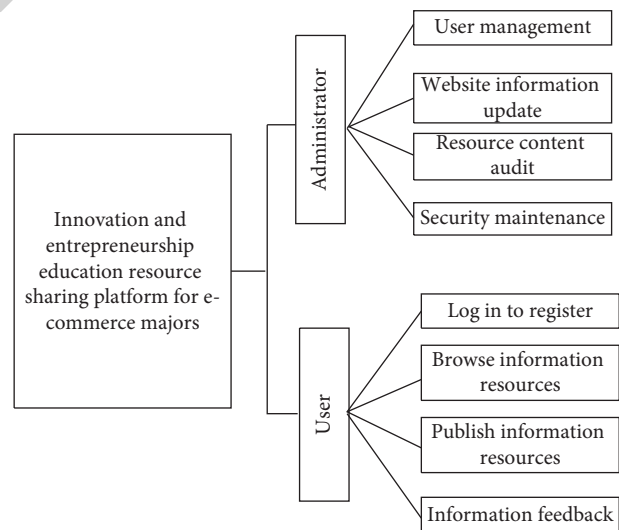 Innovation and
entrepreneurship
education resource
sharing platform for e-
commerce majors
Administrator
User management
Website information
update
Resource content
audit
Security maintenance
User
Log in to register
Browse information
resources
Publish information
resources
Information feedback